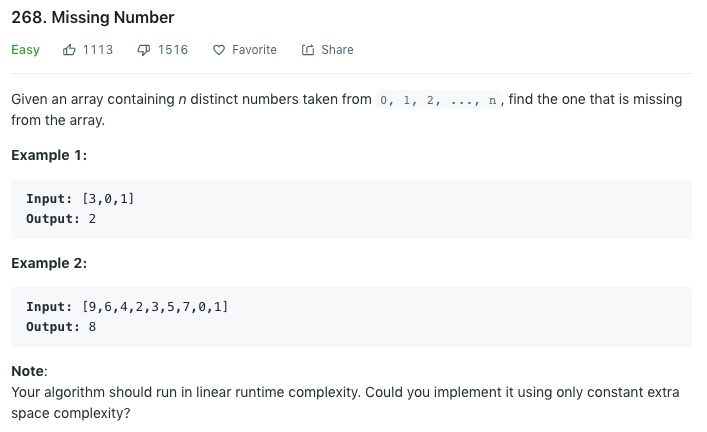 268. Missing Number
Easy 1113 1516 Favorite Share
Given an array containing n distinct numbers taken from 0, 1, 2, ..., n, find the one that is missing
from the array.
Example 1:
Input: [3,0,1]
Output: 2
Example 2:
Input: [9,6,4,2,3,5,7,0,1]
Output: 8
Note:
Your algorithm should run in linear runtime complexity. Could you implement it using only constant extra
space complexity?